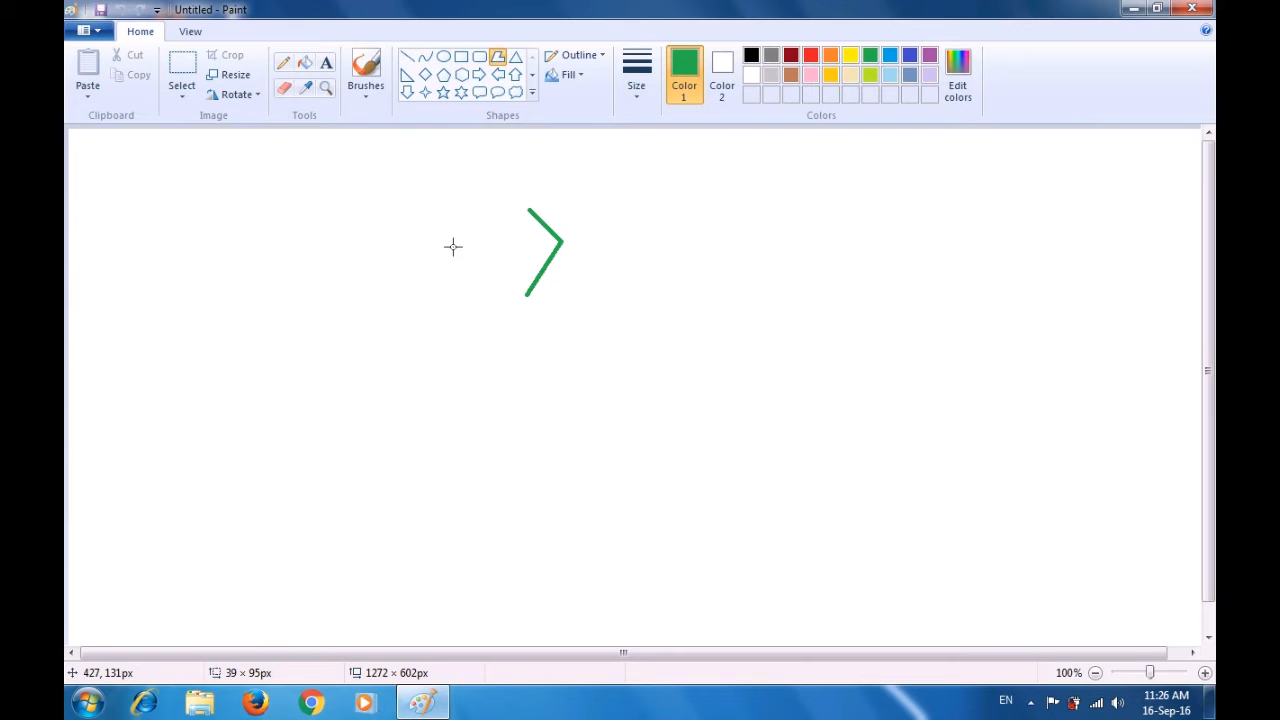 Untitled - Paint
Home View
Paste
Cut
Copy
Clipboard
Select
Crop
Resize
Rotate
Image
Tools
Brushes
Shapes
Outline
Fill
Size
Color 1
Color 2
Edit colors
Colors
427, 131px 39 × 95px 1272 × 602px 100%
EN 11:26 AM
16-Sep-16